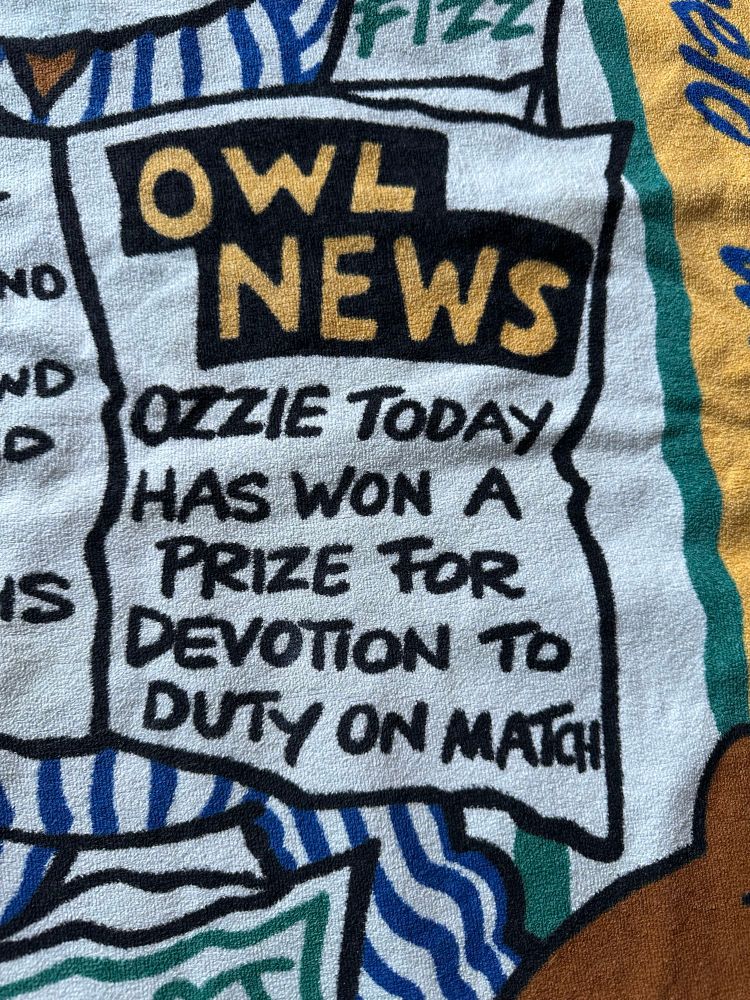 FIZZ
OWL
NEWS
OZZIE TODAY
HAS WON A
PRIZE FOR
DEVOTION TO
DUTY ON MATCH